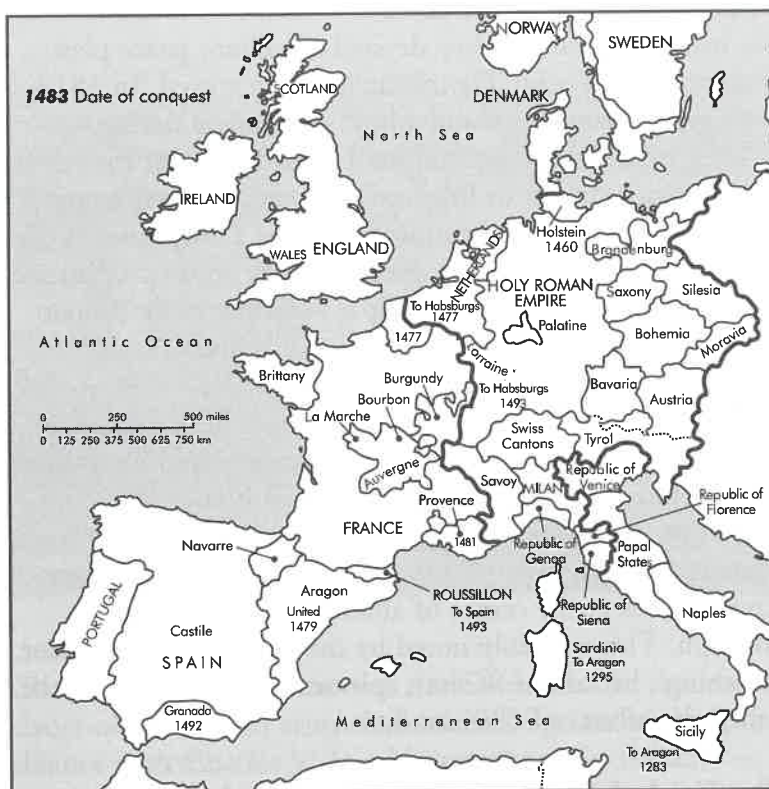 NORWAY
SWEDEN
1483 Date of conquest
SCOTLAND
DENMARK
North Sea
IRELAND
Holstein
1460
Brandenburg
WALES
ENGLAND
NETHERLANDS
HOLY ROMAN
EMPIRE
Saxony
Silesia
To Habsburgs
1477
Palatine
Atlantic Ocean
1477
Bohemia
Moravia
Lorraine
Brittany
Burgundy
To Habsburgs
1493
Bavaria
Austria
Bourbon
La Marche
0 250 500 miles
0 125 250 375 500 625 750 km
Swiss
Cantons
Tyrol
Auvergne
Savoy
MILAN
Republic of
Venice
Republic of
Florence
Provence
1481
FRANCE
Republic of
Genoa
Papal
States
Navarre
Aragon
United
1479
ROUSSILLON
To Spain
1493
Republic of
Siena
Naples
PORTUGAL
Castile
SPAIN
Sardinia
To Aragon
1295
Granada
1492
Mediterranean Sea
Sicily
To Aragon
1283